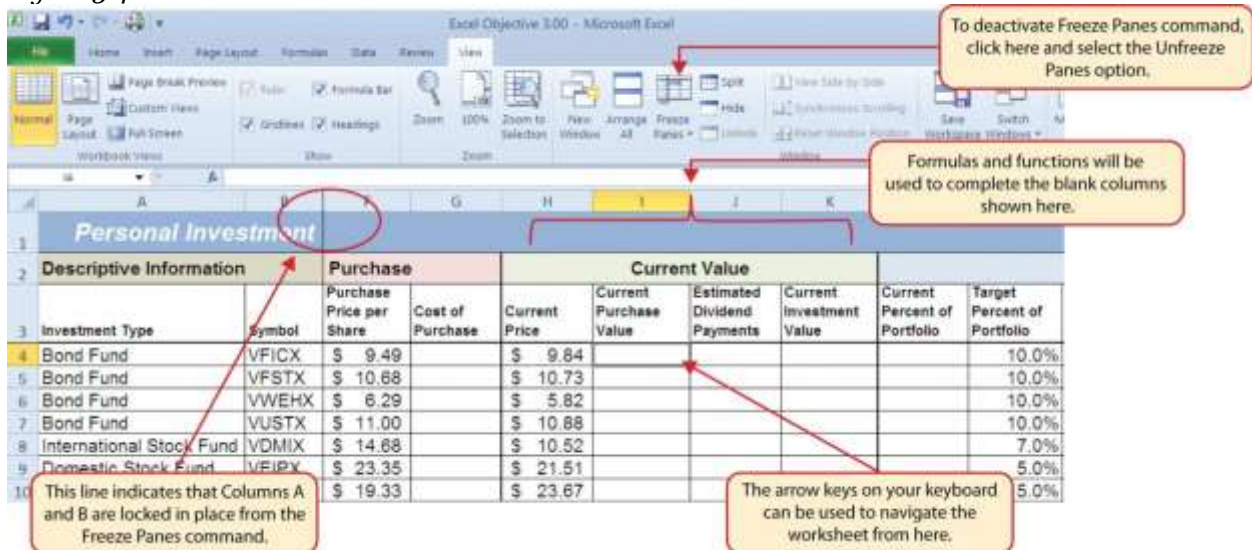 Excel Objective 3.00 - Microsoft Excel
To deactivate Freeze Panes command,
click here and select the Unfreeze
Panes option.
File Home Insert Page Layout Formulas Data Review View
Page Break Preview
Custom Views
Full Screen
Normal
Page
Layout
Workbook Views
Ruler
Formula Bar
Gridlines
Headings
Show
Zoom
100%
Zoom to
Selection
Zoom
New
Window
Arrange
All
Freeze
Panes
Split
Hide
Unhide
View Side by Side
Synchronous Scrolling
Window
Save
Switch
Windows
Formulas and functions will be
used to complete the blank columns
shown here.
A B F G H I J K
1 Personal Investment
2 Descriptive Information Purchase Current Value
3 Investment Type Symbol Purchase Price per Share Cost of Purchase Current Price Current Purchase Value Estimated Dividend Payments Current Investment Value Current Percent of Portfolio Target Percent of Portfolio
4 Bond Fund VFICX $ 9.49 $ 9.84 10.0%
5 Bond Fund VFSTX $ 10.68 $ 10.73 10.0%
6 Bond Fund VWEHX $ 6.29 $ 5.82 10.0%
7 Bond Fund VUSTX $ 11.00 $ 10.88 10.0%
8 International Stock Fund VDMIX $ 14.68 $ 10.52 7.0%
9 Domestic Stock Fund VEIPX $ 23.35 $ 21.51 5.0%
10 $ 19.33 $ 23.67 5.0%
This line indicates that Columns A
and B are locked in place from the
Freeze Panes command.
The arrow keys on your keyboard
can be used to navigate the
worksheet from here.